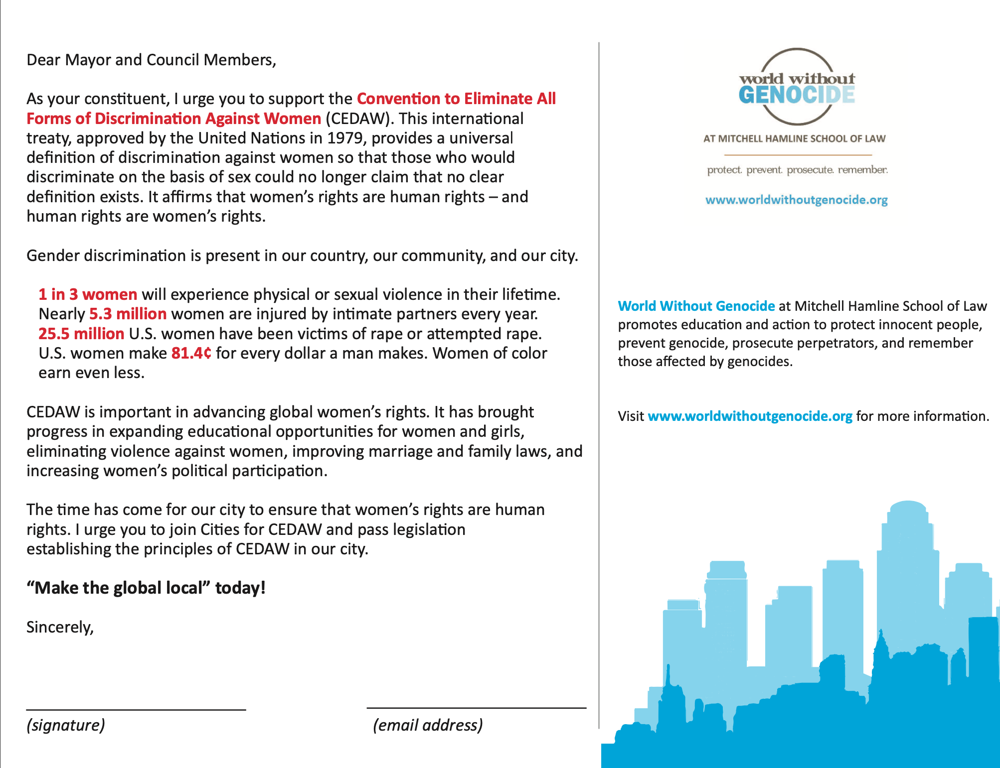 Dear Mayor and Council Members,
As your constituent, I urge you to support the Convention to Eliminate All
Forms of Discrimination Against Women (CEDAW). This international
treaty, approved by the United Nations in 1979, provides a universal
definition of discrimination against women so that those who would
discriminate on the basis of sex could no longer claim that no clear
definition exists. It affirms that women’s rights are human rights – and
human rights are women’s rights.
Gender discrimination is present in our country, our community, and our city.
1 in 3 women will experience physical or sexual violence in their lifetime.
Nearly 5.3 million women are injured by intimate partners every year.
25.5 million U.S. women have been victims of rape or attempted rape.
U.S. women make 81.4¢ for every dollar a man makes. Women of color
earn even less.
CEDAW is important in advancing global women’s rights. It has brought
progress in expanding educational opportunities for women and girls,
eliminating violence against women, improving marriage and family laws, and
increasing women’s political participation.
The time has come for our city to ensure that women’s rights are human
rights. I urge you to join Cities for CEDAW and pass legislation
establishing the principles of CEDAW in our city.
“Make the global local” today!
Sincerely,
(signature)
(email address)
world without
GENOCIDE
AT MITCHELL HAMLINE SCHOOL OF LAW
protect. prevent. prosecute. remember.
www.worldwithoutgenocide.org
World Without Genocide at Mitchell Hamline School of Law
promotes education and action to protect innocent people,
prevent genocide, prosecute perpetrators, and remember
those affected by genocides.
Visit www.worldwithoutgenocide.org for more information.